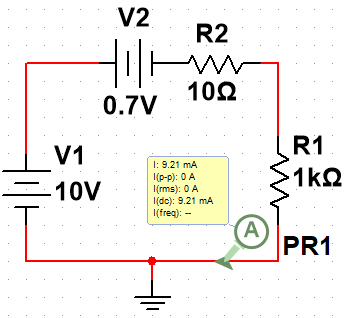 V2
0.7V
R2
10Ω
V1
10V
R1
1kΩ
I: 9.21 mA
I(p-p): 0 A
I(rms): 0 A
I(dc): 9.21 mA
I(freq): --
A
PR1